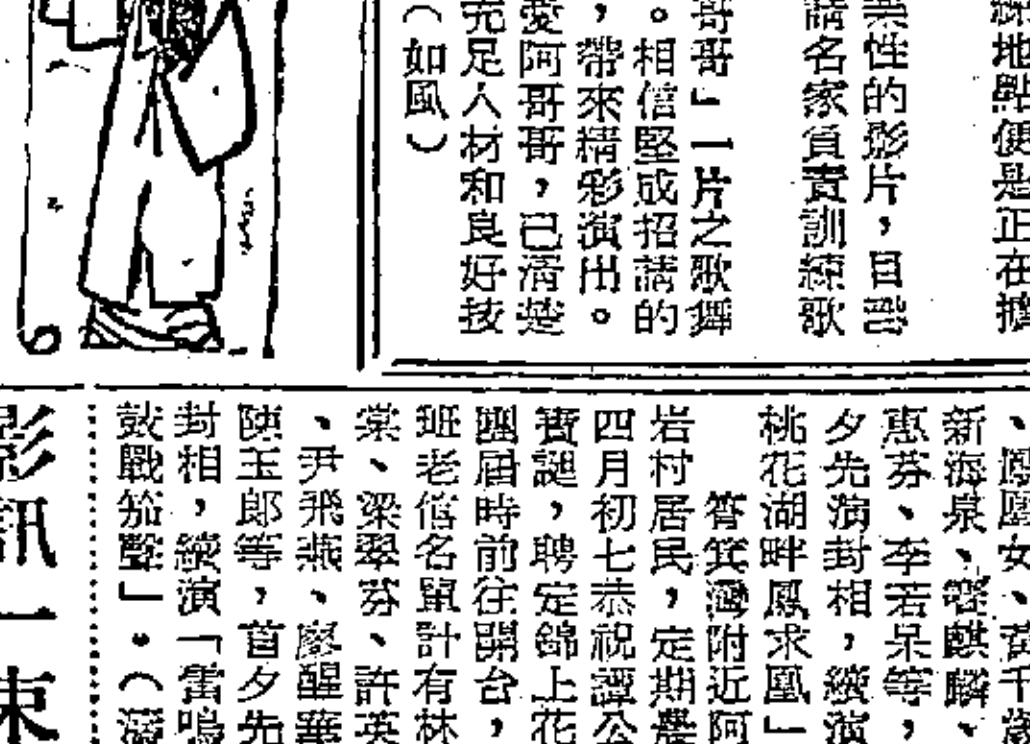 練地點便是正在擴
業性的影片，目
請名家負責訓練歌
哥哥」一片之歌舞
。相信堅成招請的
，帶來精彩演出。
愛阿哥哥，已清楚
充足人材和良好技
（如風）
、鳳凰女、黃千
新海泉、麥麒麟、
惠芬、李若呆等，
夕先演封相，續演
桃花湖畔鳳求凰」
筲箕灣附近阿
岩村居民，定期農
四月初七恭祝譚公
寶誕，聘定錦上花
團屆時前往開台，
班老倌名單計有林
棠、梁翠芬、許英
、尹飛燕、廖醒華
陳玉郎等，首夕先
封相，續演「雷鳴
鼓戰笳聲」。（
影訊一束